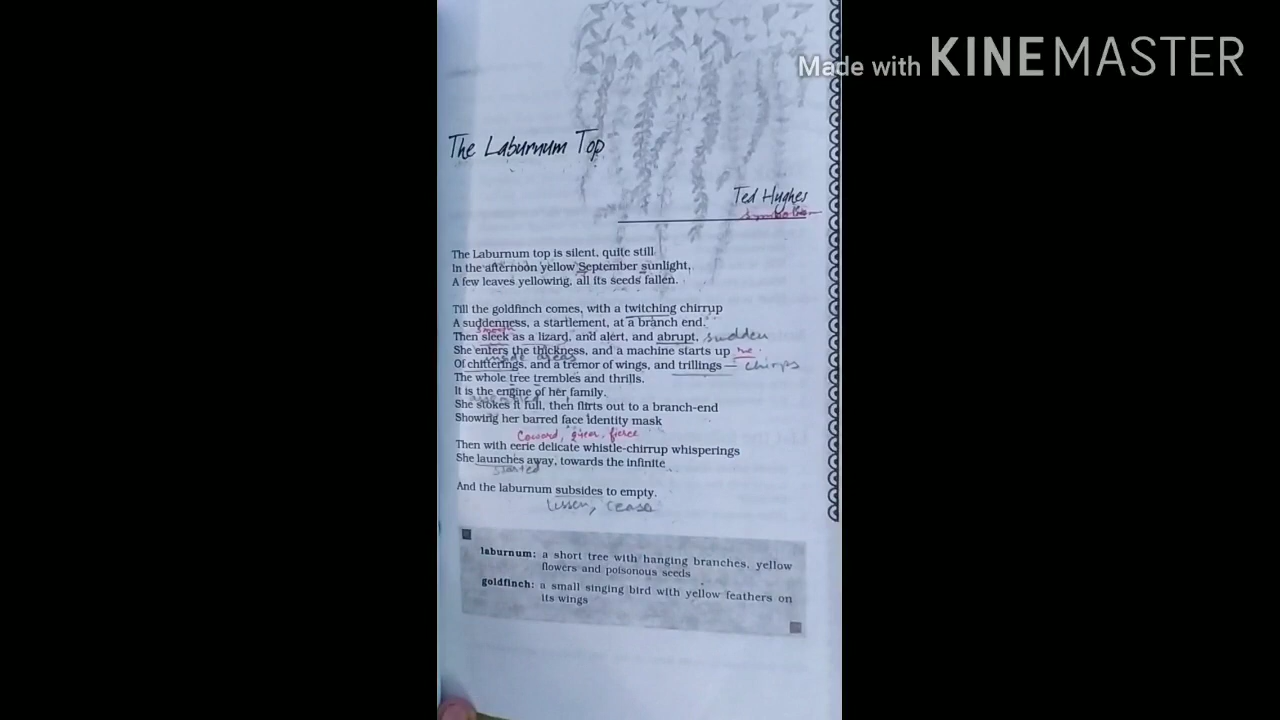 Made with KINEMASTER
The Laburnum Top
Ted Hughes
The Laburnum top is silent, quite still
In the afternoon yellow September sunlight,
A few leaves yellowing, all its seeds fallen.
Till the goldfinch comes, with a twitching chirrup
A suddenness, a startlement, at a branch end.
smooth
Then sleek as a lizard, and alert, and abrupt, sudden
She enters the thickness, and a machine starts up
inside areas
Of chitterings, and a tremor of wings, and trillings — chirps
The whole tree trembles and thrills.
It is the engine of her family.
She stokes it full, then flirts out to a branch-end
Showing her barred face identity mask
fierce
Then with eerie delicate whistle-chirrup whisperings
She launches away, towards the infinite
started
And the laburnum subsides to empty.
lessen, cease
laburnum: a short tree with hanging branches, yellow
flowers and poisonous seeds
goldfinch: a small singing bird with yellow feathers on
its wings